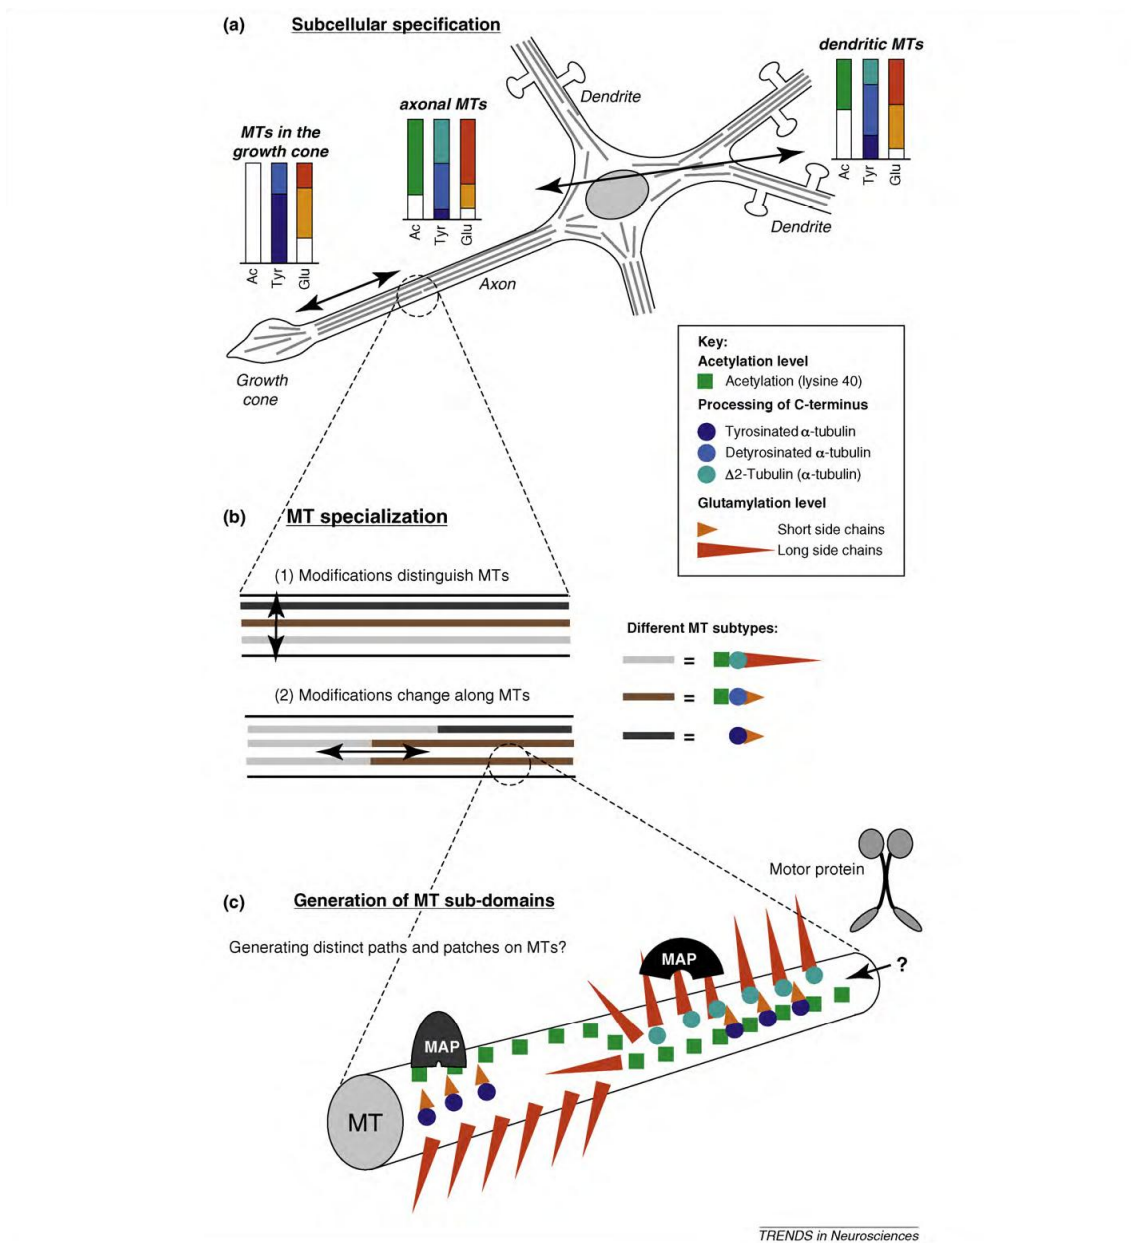 (a) Subcellular specification
dendritic MTs
Ac
Tyr
Glu
axonal MTs
Ac
Tyr
Glu
MTs in the
growth cone
Ac
Tyr
Glu
Dendrite
Dendrite
Axon
Growth
cone
Key:
Acetylation level
Acetylation (lysine 40)
Processing of C-terminus
Tyrosinated α-tubulin
Detyrosinated α-tubulin
Δ2-Tubulin (α-tubulin)
Glutamylation level
Short side chains
Long side chains
(b) MT specialization
(1) Modifications distinguish MTs
(2) Modifications change along MTs
Different MT subtypes:
=
=
=
Motor protein
(c) Generation of MT sub-domains
Generating distinct paths and patches on MTs?
MAP
?
MAP
MT
TRENDS in Neurosciences